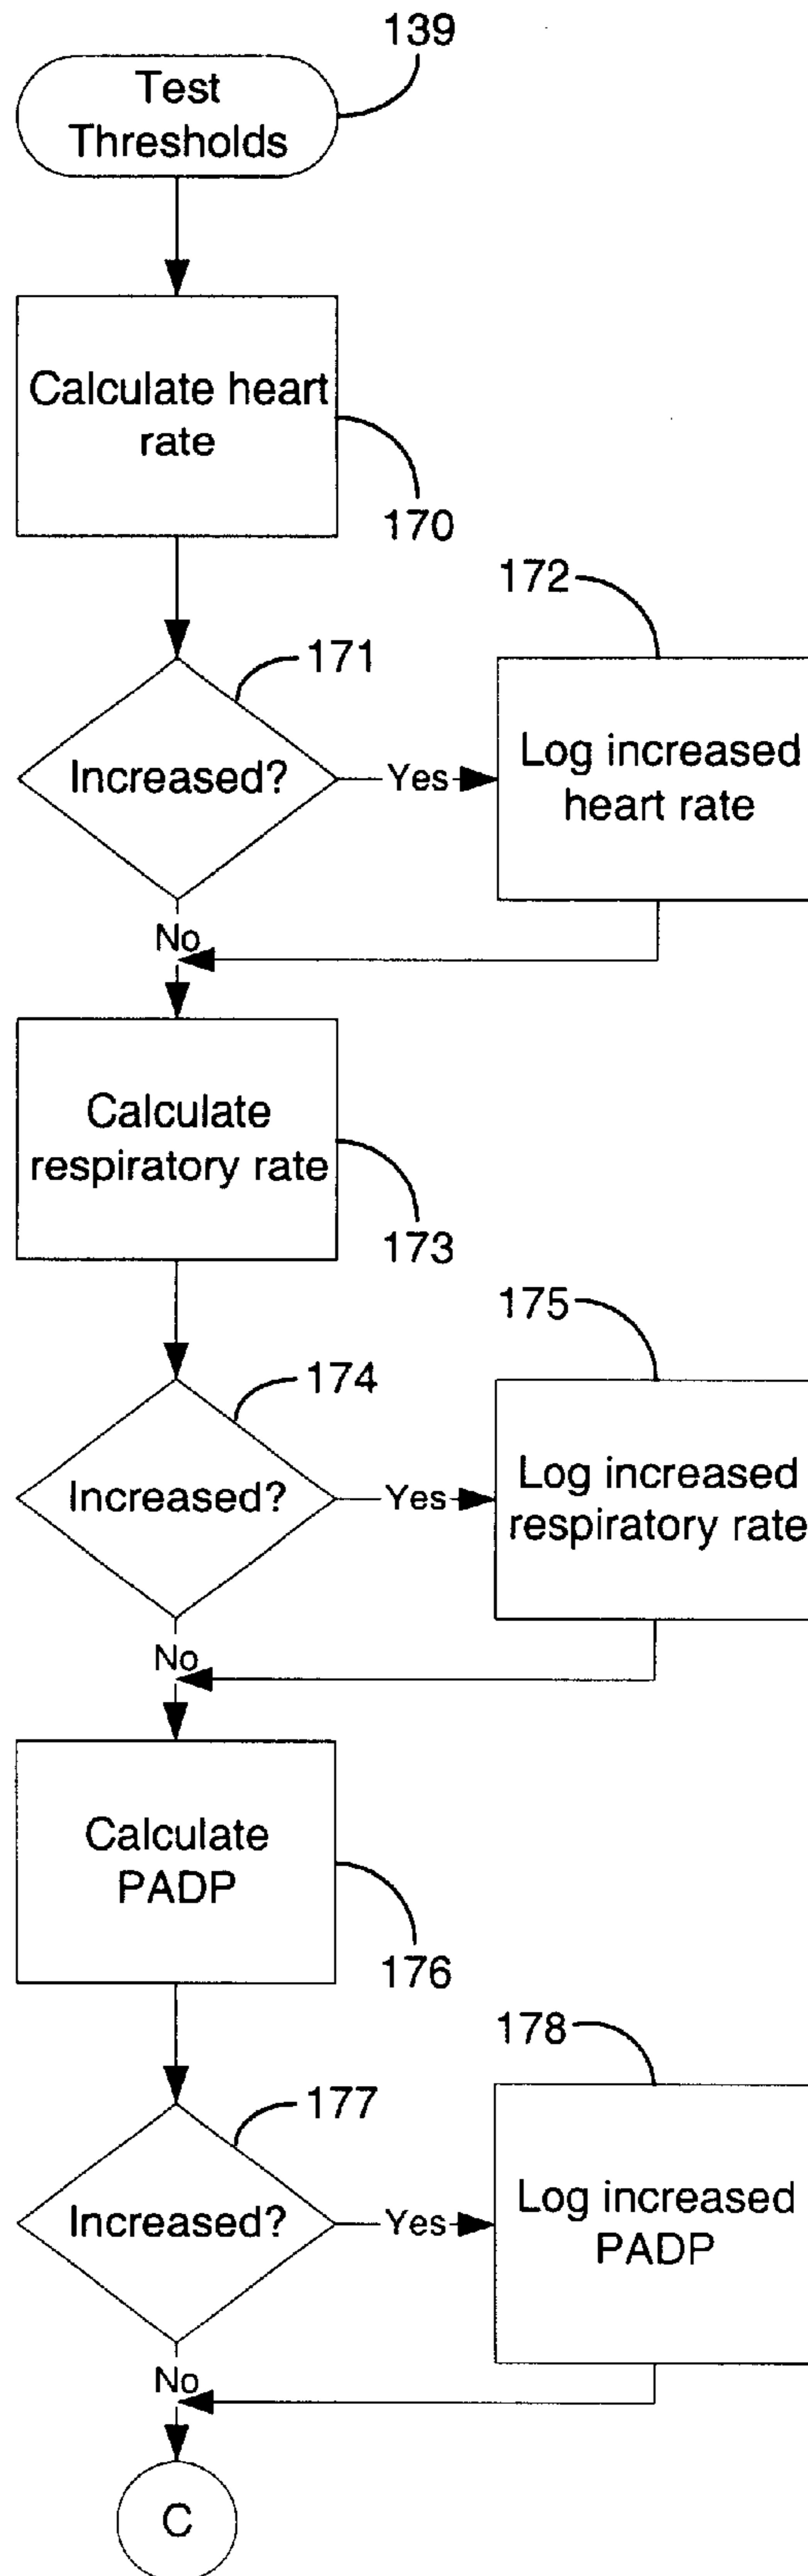 139
Test
Thresholds
Calculate heart
rate
170
172
171
Increased?
Yes
Log increased
heart rate
No
Calculate
respiratory rate
173
175
174
Increased?
Yes
Log increased
respiratory rate
No
Calculate
PADP
176
178
177
Increased?
Yes
Log increased
PADP
No
C